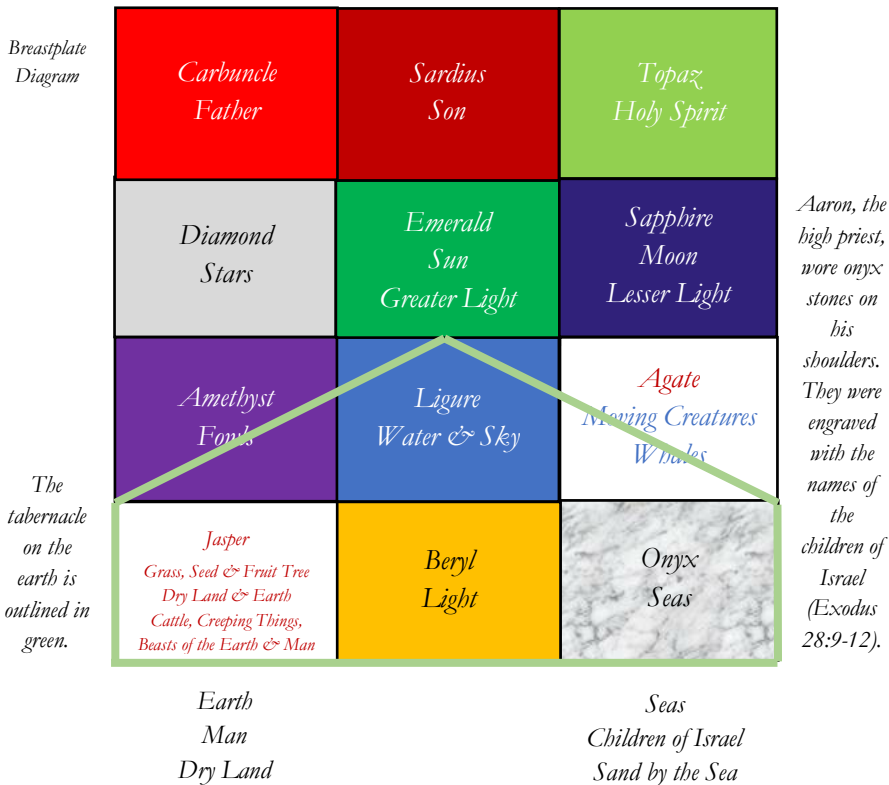 Breastplate
Diagram
Carbuncle
Father
Sardius
Son
Topaz
Holy Spirit
Diamond
Stars
Emerald
Sun
Greater Light
Sapphire
Moon
Lesser Light
Aaron, the
high priest,
wore onyx
stones on
his
shoulders.
They were
engraved
with the
names of
the
children of
Israel
(Exodus
28:9-12).
Amethyst
Fowls
Ligure
Water & Sky
Agate
Moving Creatures
Whales
The
tabernacle
on the
earth is
outlined in
green.
Jasper
Grass, Seed & Fruit Tree
Dry Land & Earth
Cattle, Creeping Things,
Beasts of the Earth & Man
Beryl
Light
Onyx
Seas
Earth
Man
Dry Land
Seas
Children of Israel
Sand by the Sea